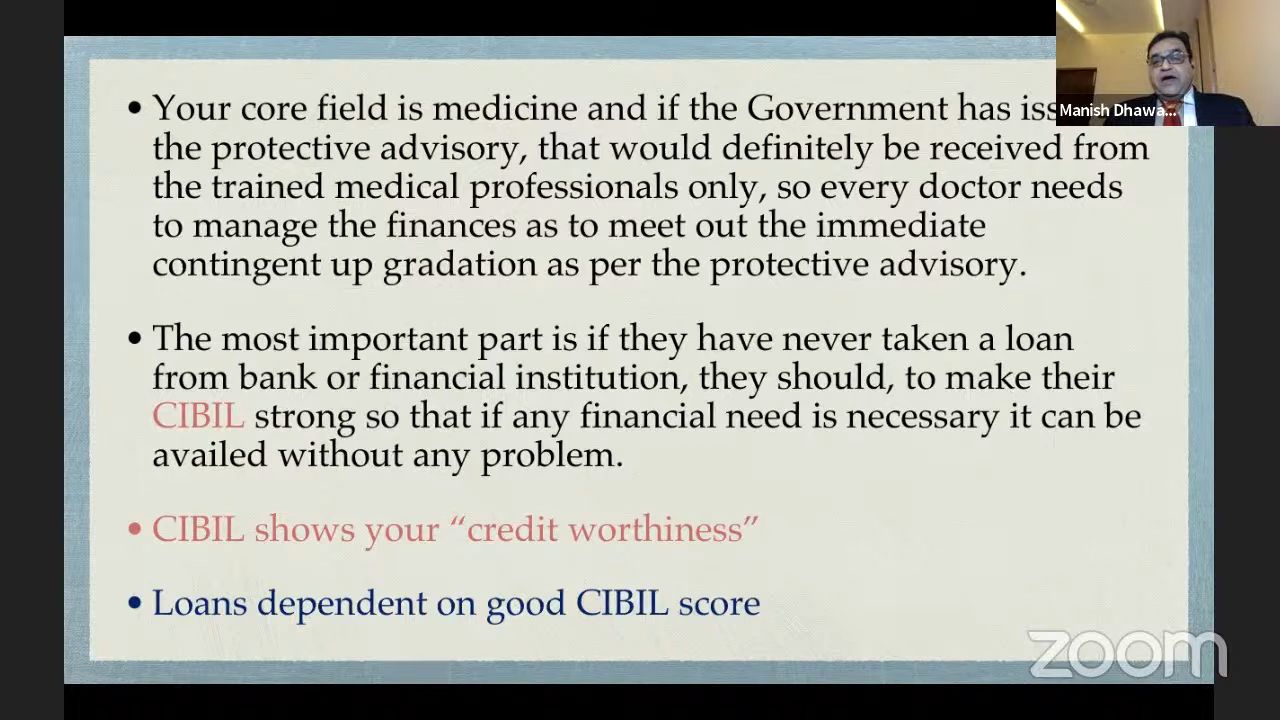 • Your core field is medicine and if the Government has iss
the protective advisory, that would definitely be received from
the trained medical professionals only, so every doctor needs
to manage the finances as to meet out the immediate
contingent up gradation as per the protective advisory.
• The most important part is if they have never taken a loan
from bank or financial institution, they should, to make their
CIBIL strong so that if any financial need is necessary it can be
availed without any problem.
• CIBIL shows your “credit worthiness”
• Loans dependent on good CIBIL score
Manish Dhawa...
zoom